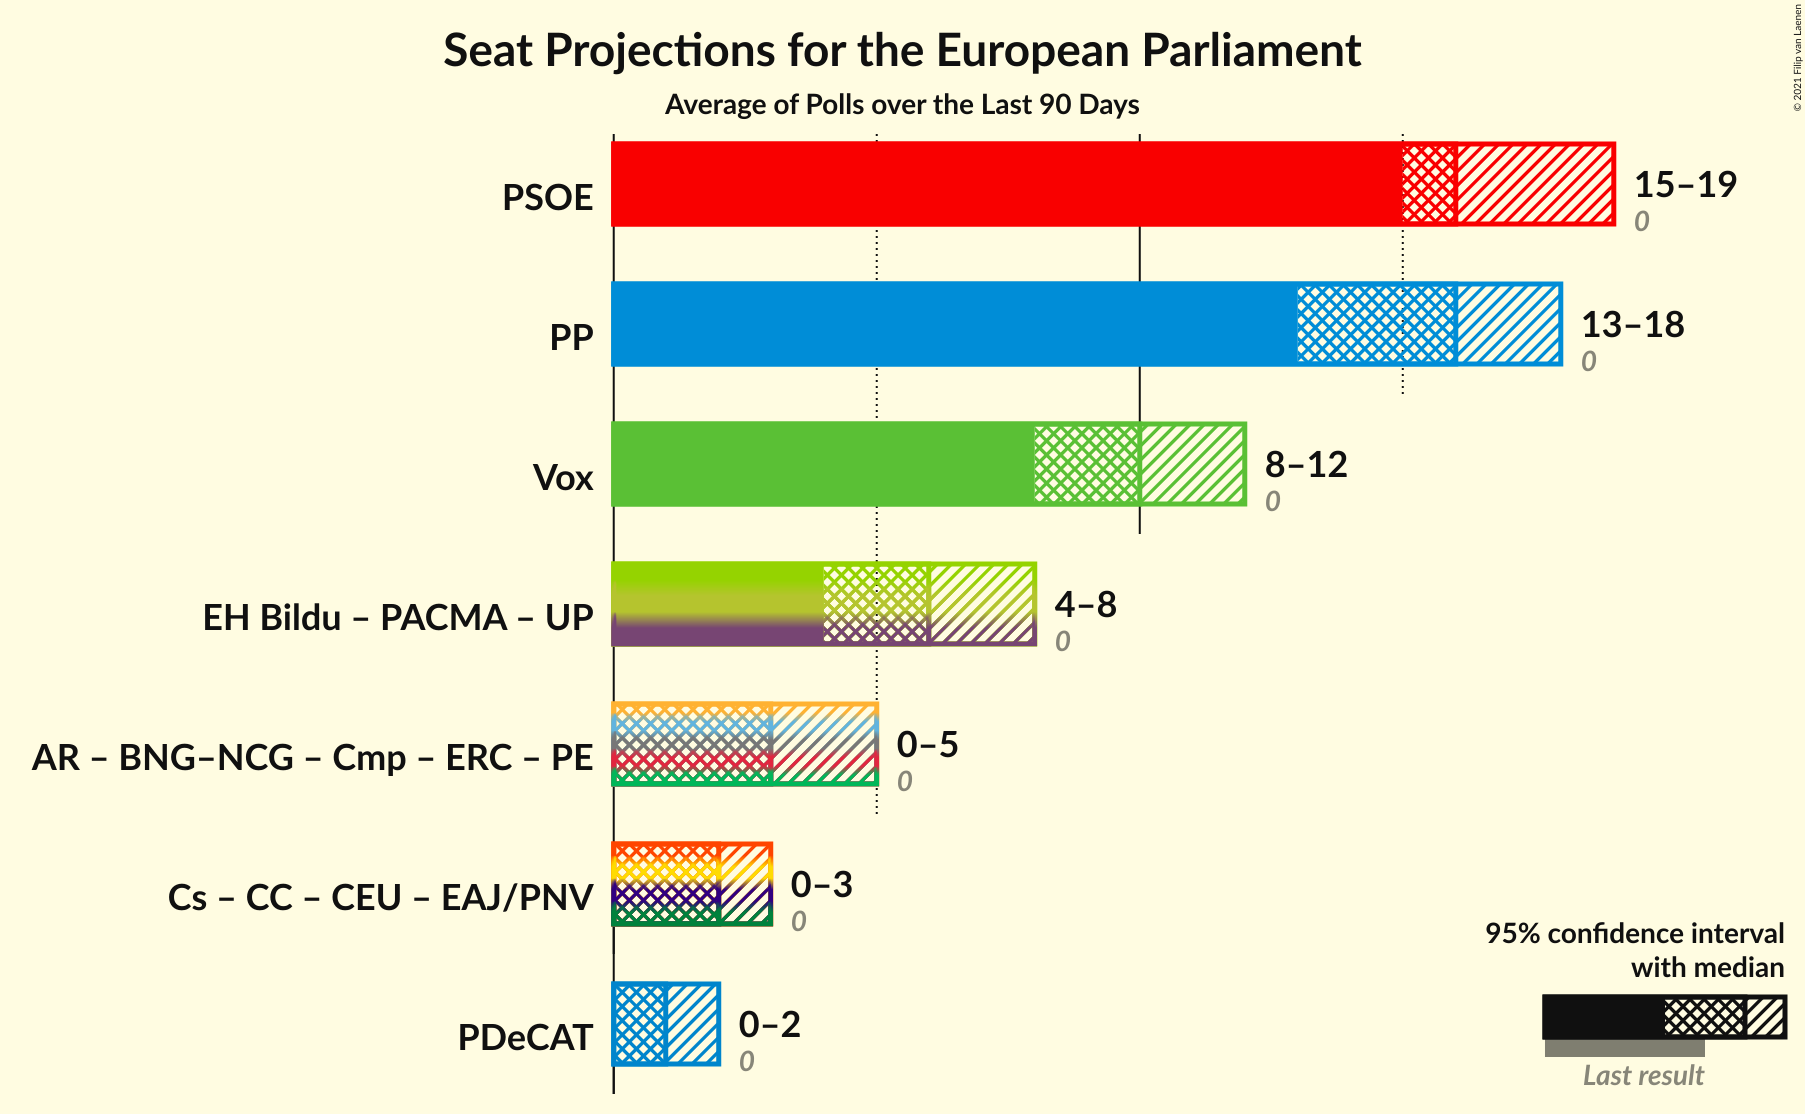 Seat Projections for the European Parliament
Average of Polls over the Last 90 Days
© 2021 Filip van Laenen
PSOE
15–19
0
PP
13–18
0
Vox
8–12
0
EH Bildu – PACMA – UP
4–8
0
AR – BNG–NCG – Cmp – ERC – PE
0–5
0
Cs – CC – CEU – EAJ/PNV
0–3
0
PDeCAT
0–2
0
95% confidence interval
with median
Last result